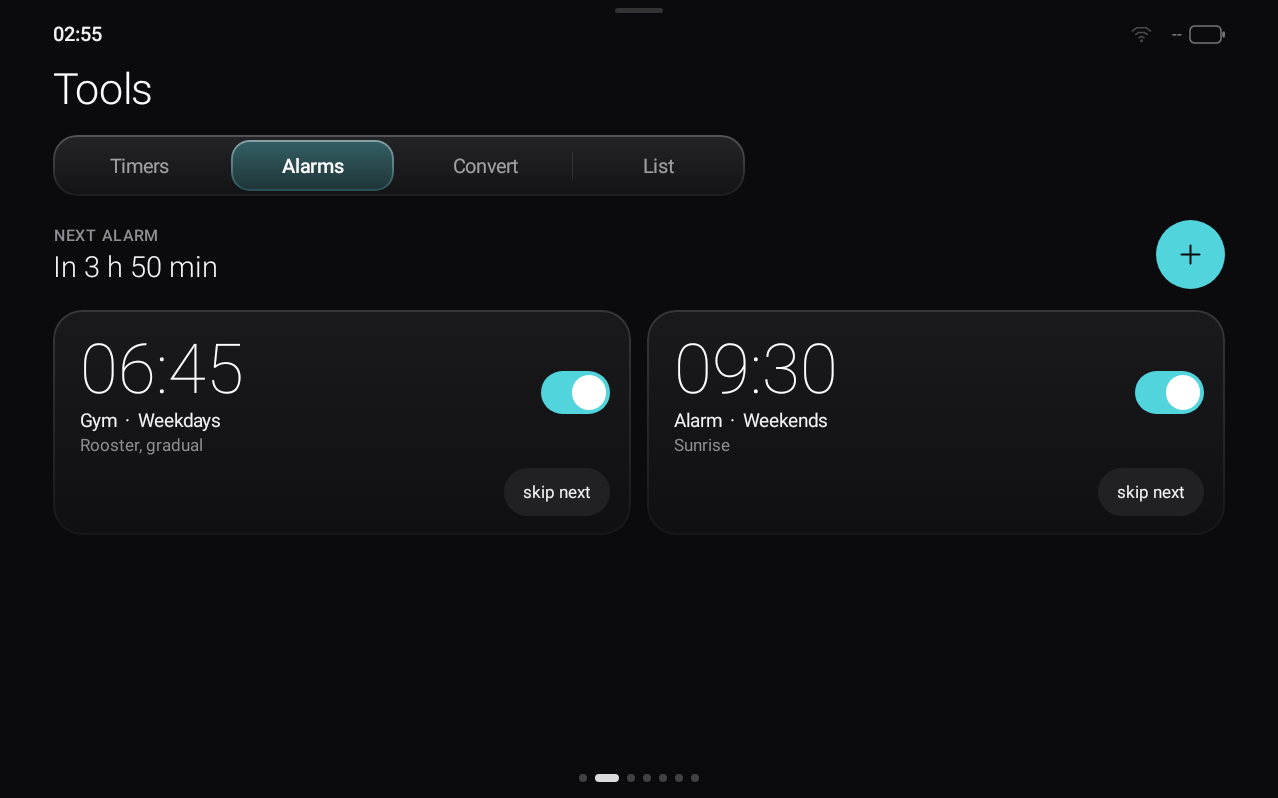 02:55
--
Tools
Timers
Alarms
Convert
List
NEXT ALARM
In 3 h 50 min
+
06:45
Gym · Weekdays
Rooster, gradual
skip next
09:30
Alarm · Weekends
Sunrise
skip next